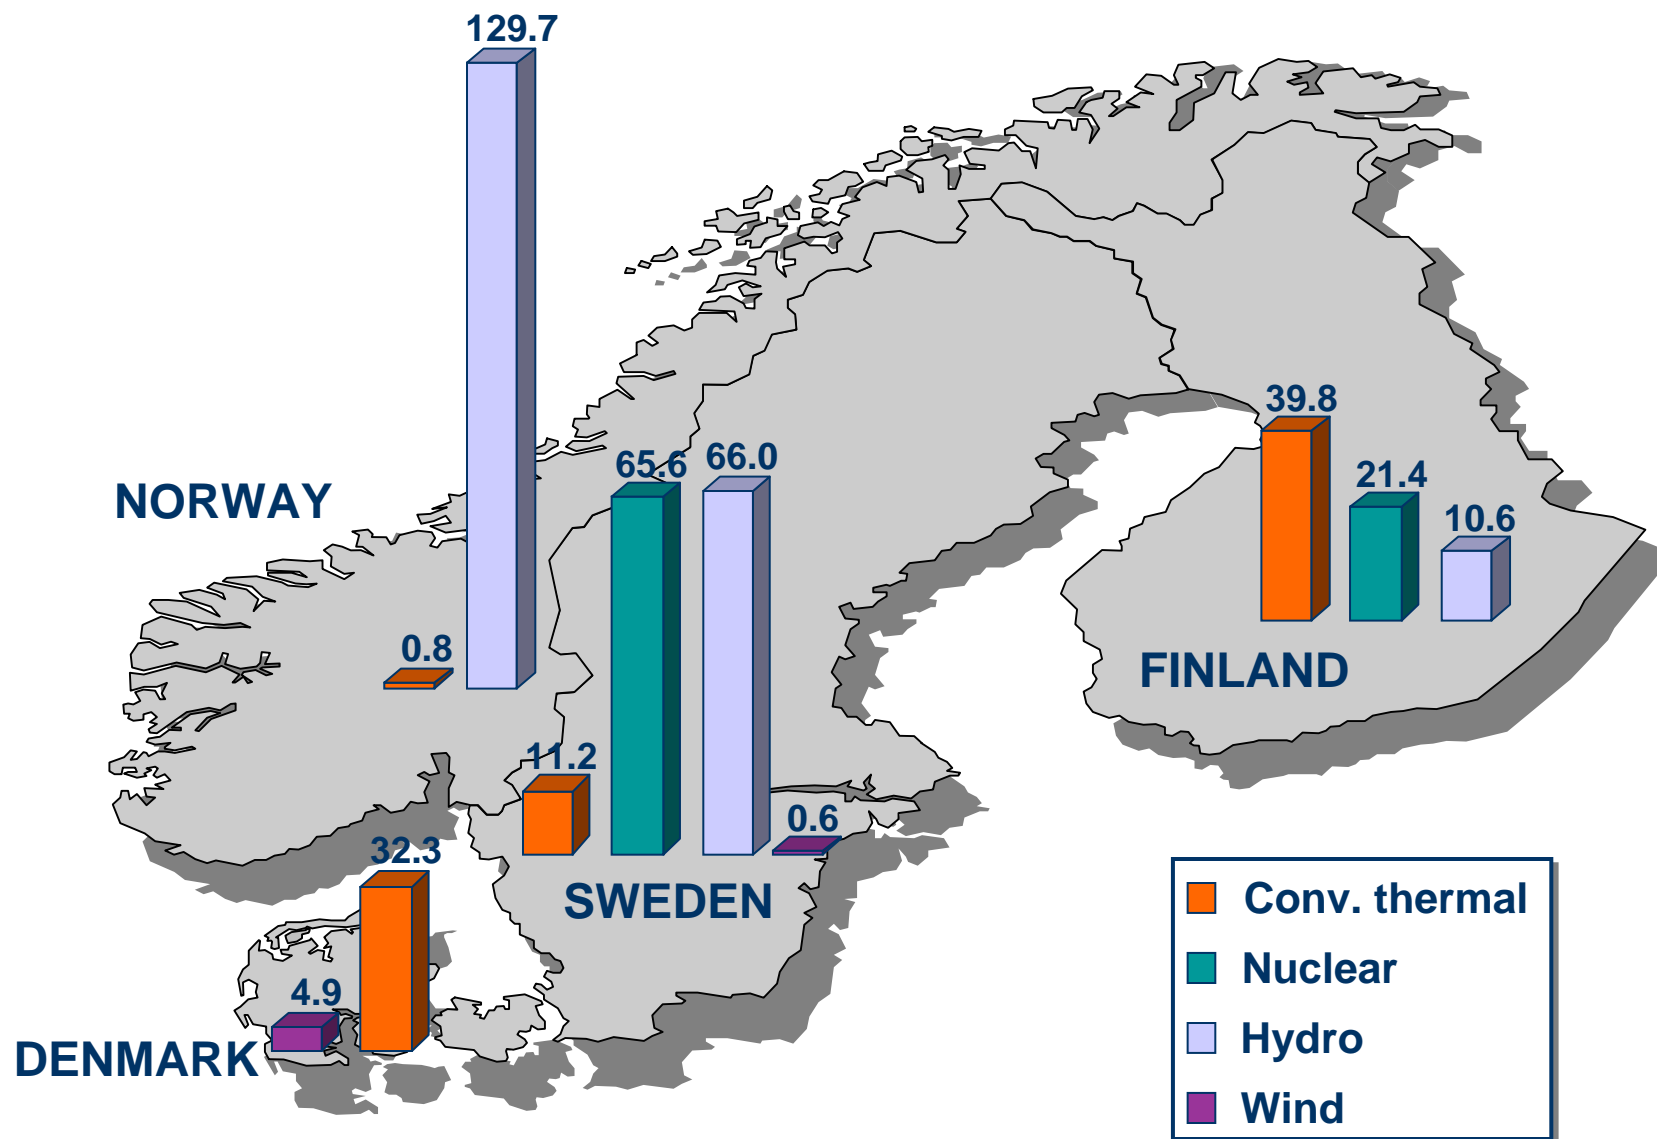 129.7
39.8
21.4
10.6
65.6
66.0
NORWAY
0.8
FINLAND
11.2
0.6
32.3
SWEDEN
4.9
DENMARK
Conv. thermal
Nuclear
Hydro
Wind